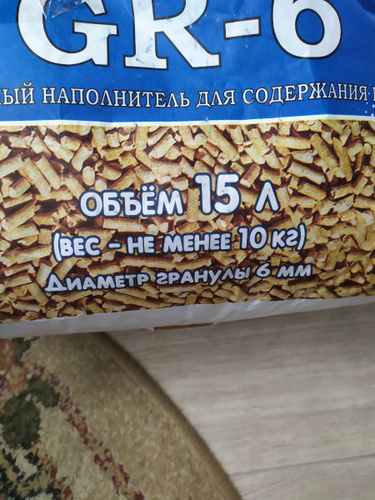 GR-6
НАПОЛНИТЕЛЬ ДЛЯ СОДЕРЖАНИЯ
ОБЪЁМ 15 Л
(ВЕС - НЕ МЕНЕЕ 10 КГ)
ДИАМЕТР ГРАНУЛЫ 6 ММ